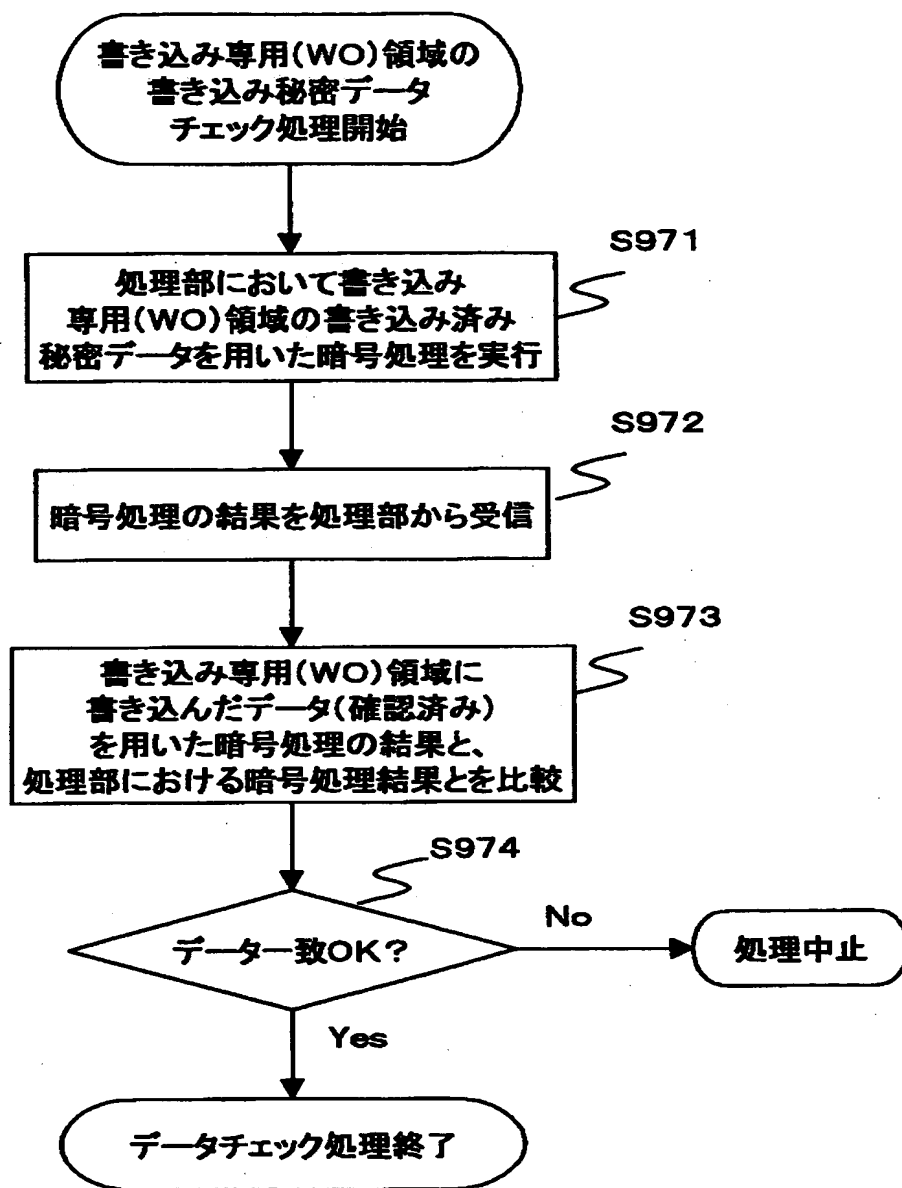 書き込み専用(WO)領域の
書き込み秘密データ
チェック処理開始
S971
処理部において書き込み
専用(WO)領域の書き込み済み
秘密データを用いた暗号処理を実行
S972
暗号処理の結果を処理部から受信
S973
書き込み専用(WO)領域に
書き込んだデータ(確認済み)
を用いた暗号処理の結果と、
処理部における暗号処理結果とを比較
S974
データ一致OK?
No
処理中止
Yes
データチェック処理終了